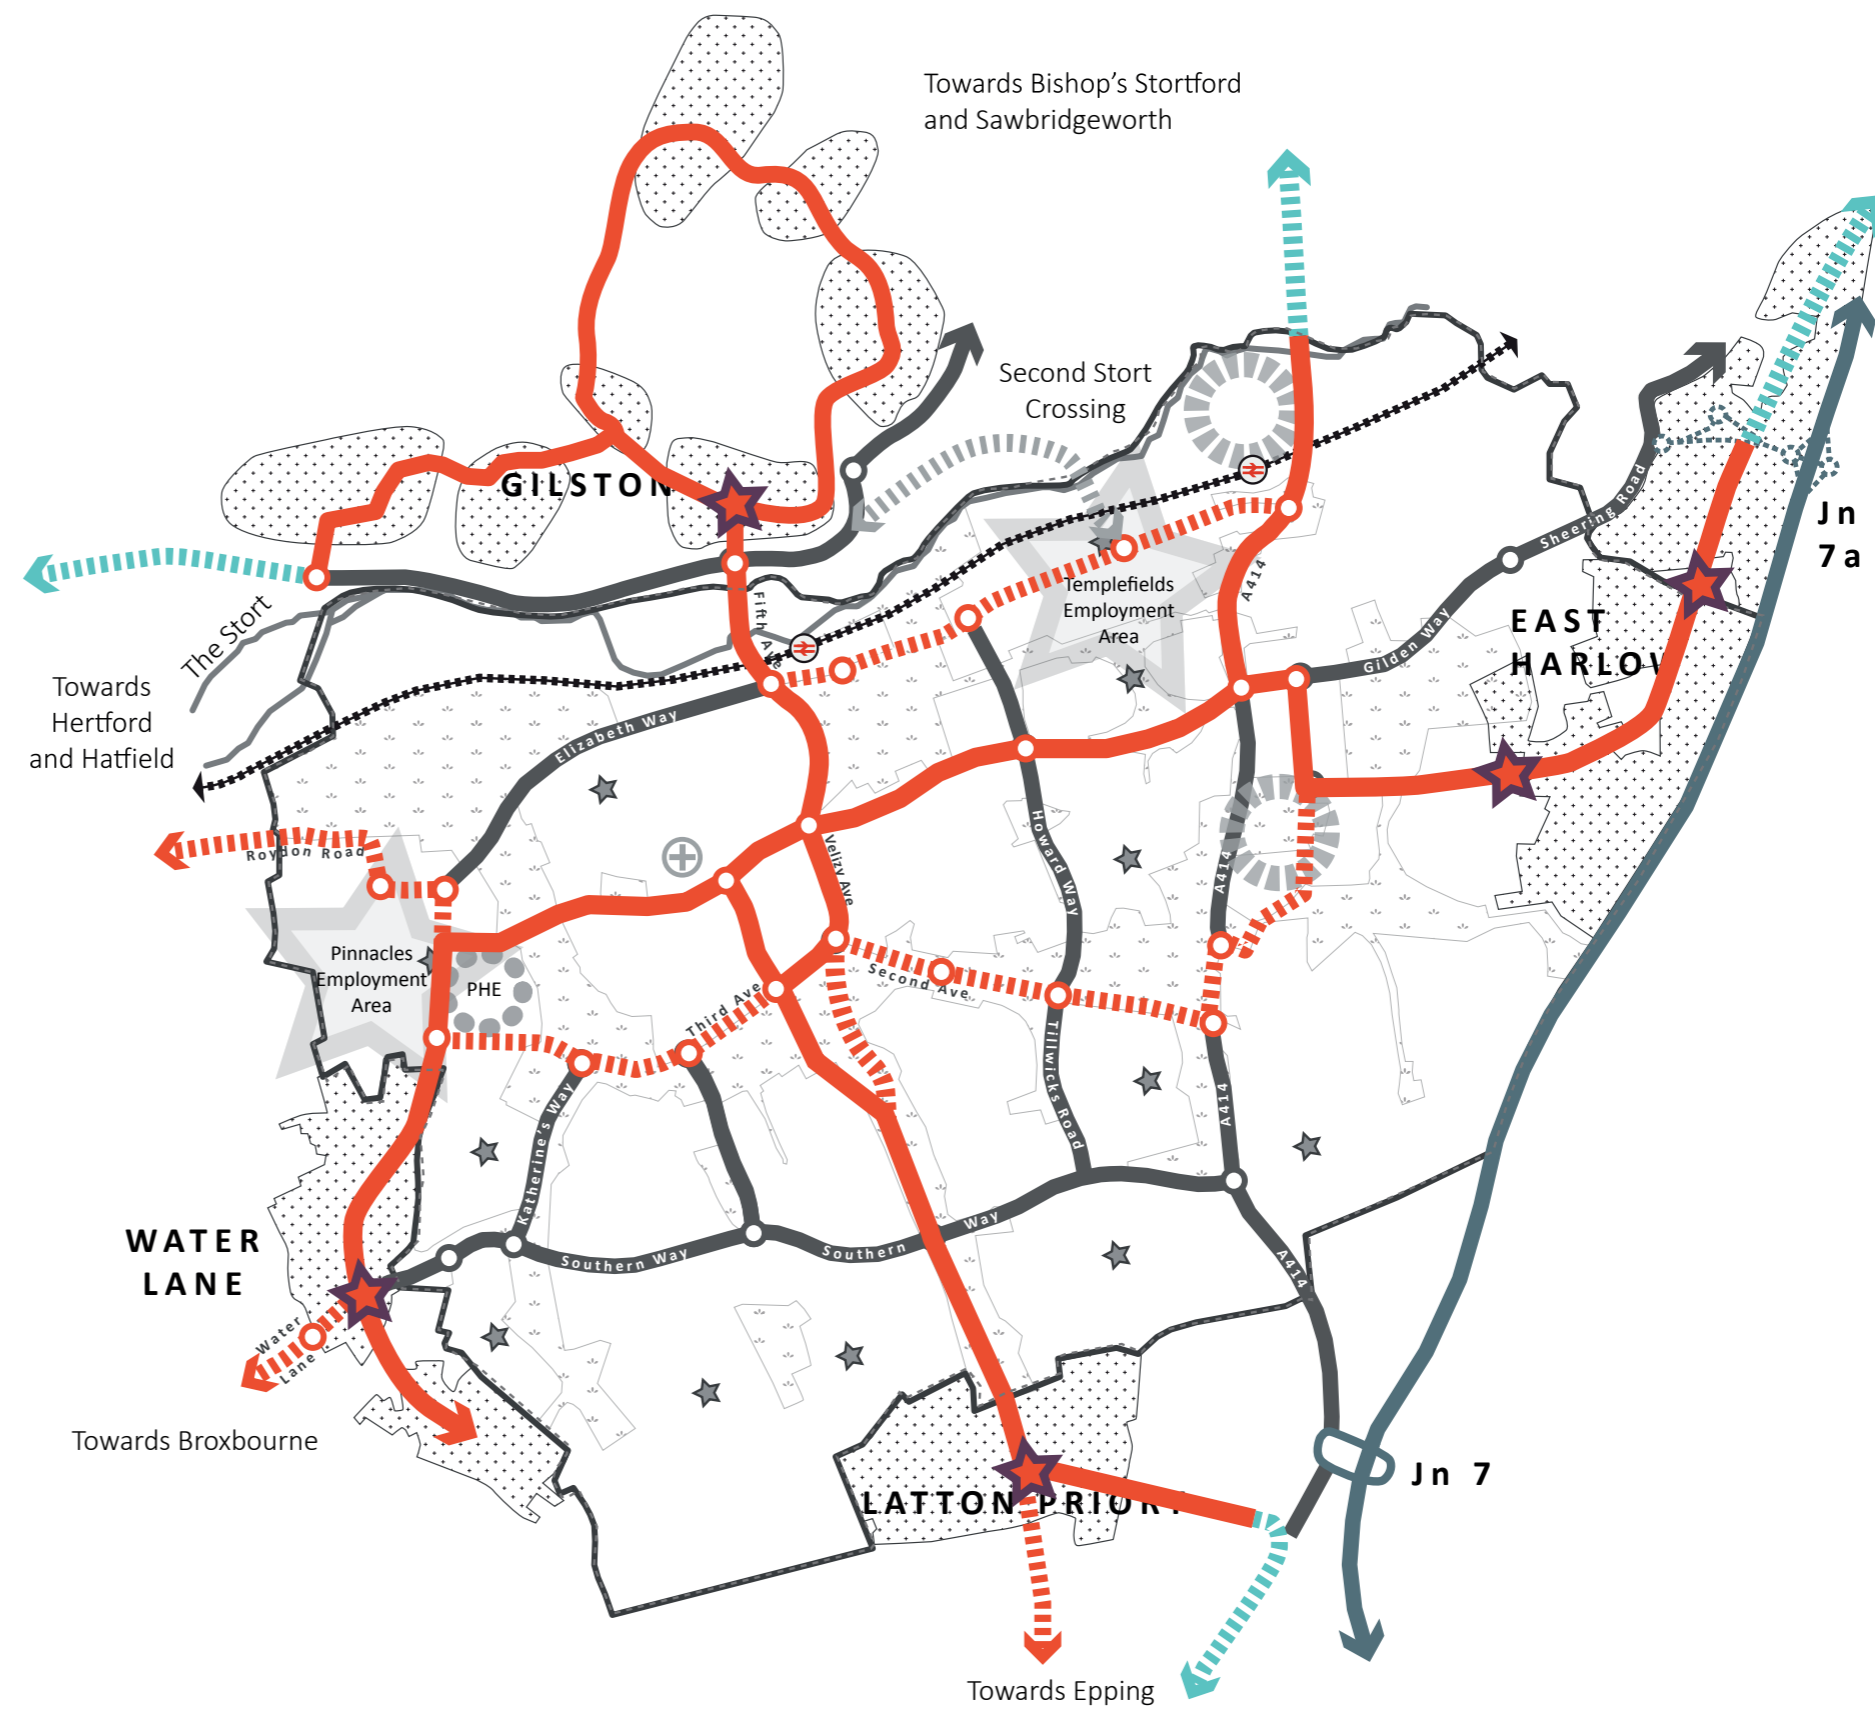 Towards Bishop's Stortford
and Sawbridgeworth
Second Stort
Crossing
GILSTON
Jn
7a
Sheering Road
The Stort
Fifth Ave
A414
Templefields
Employment
Area
EAST
Gilden Way
Towards
Hertford
and Hatfield
Elizabeth Way
Roydon Road
Velizy Ave
Howard Way
A414
Pinnacles
Employment
Area
PHE
Second Ave
Third Ave
Tillwicks Road
A414
Katherine's Way
WATER
LANE
Southern Way
Southern
Way
A414
Water
Lane
Towards Broxbourne
Jn 7
LATTON PRIORY
Towards Epping